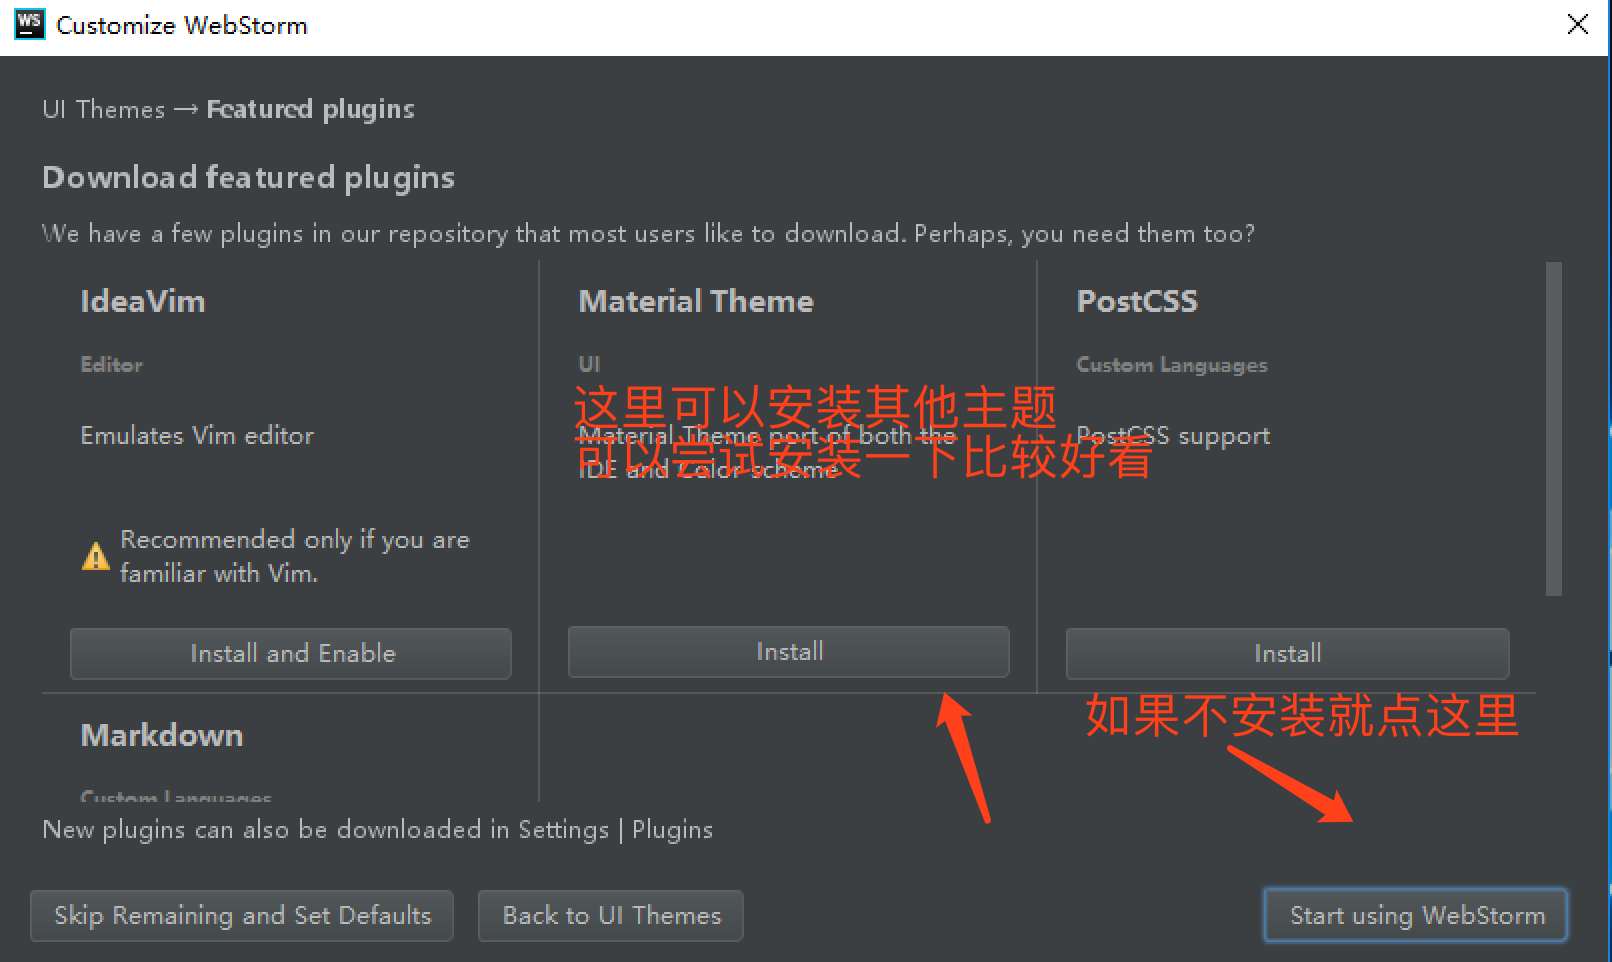 WS
Customize WebStorm
UI Themes → Featured plugins
Download featured plugins
We have a few plugins in our repository that most users like to download. Perhaps, you need them too?
IdeaVim
Editor
Emulates Vim editor
Recommended only if you are
familiar with Vim.
Install and Enable
Material Theme
UI
这里可以安装其他主题
Material Theme port of both the
可以尝试安装一下比较好看
IDE and Color scheme
Install
PostCSS
Custom Languages
PostCSS support
Install
如果不安装就点这里
Markdown
Custom Languages
New plugins can also be downloaded in Settings | Plugins
Skip Remaining and Set Defaults
Back to UI Themes
Start using WebStorm